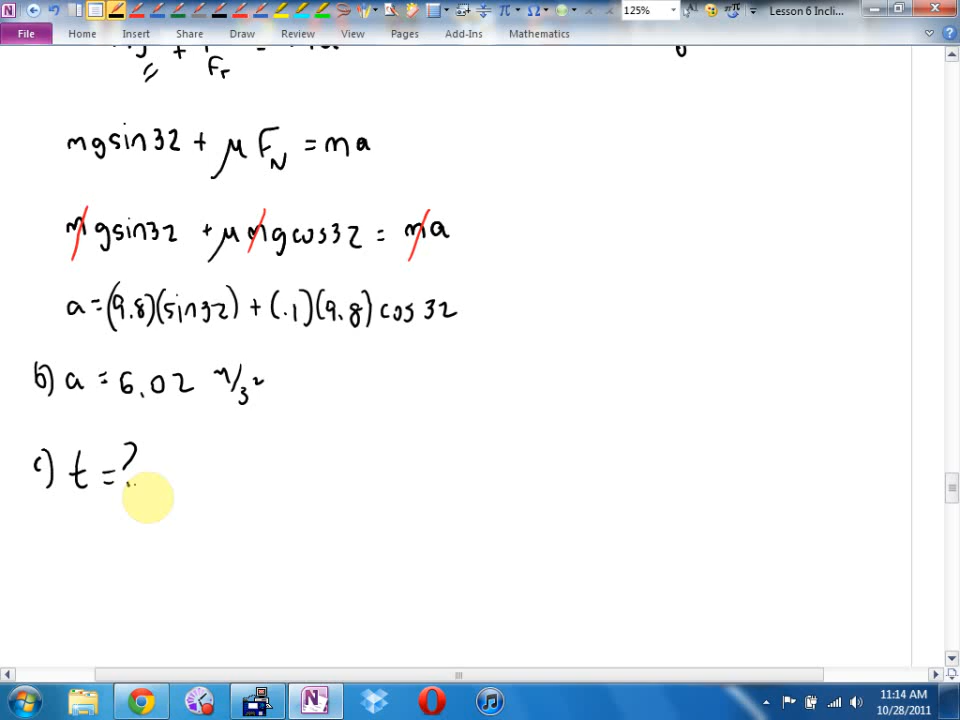 125%
Lesson 6 Incli...
File Home Insert Share Draw Review View Pages Add-Ins Mathematics
+ = ma
F_f
mgsin32 + μ F_N = ma
mgsin32 + μmgcos32 = ma
a = (9.8)(sin32) + (.1)(9.8) cos 32
b) a = 6.02 m/s²
c) t = ?
11:14 AM
10/28/2011